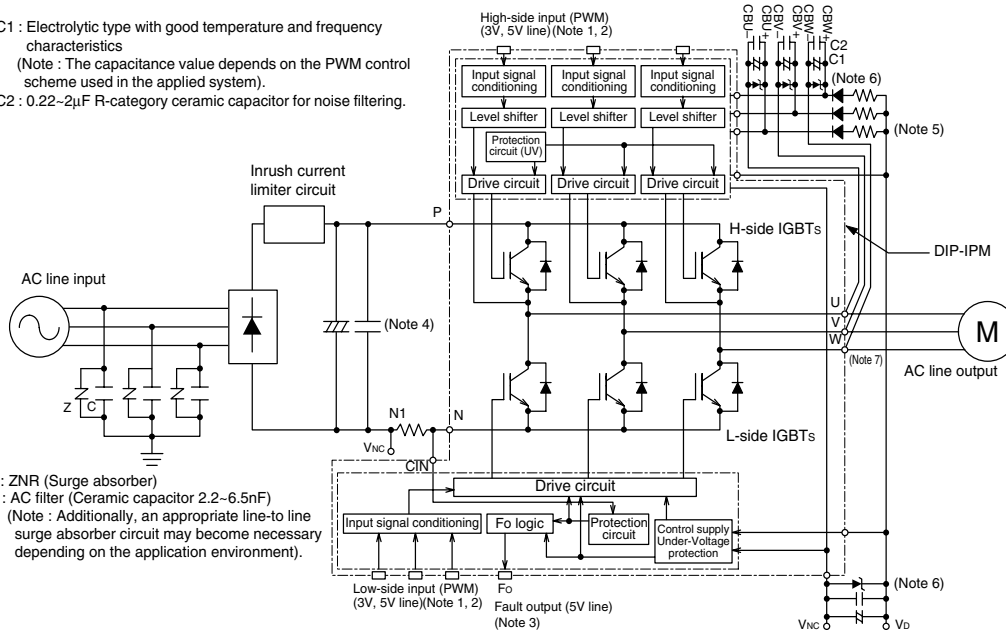 C1 : Electrolytic type with good temperature and frequency
characteristics
(Note : The capacitance value depends on the PWM control
scheme used in the applied system).
C2 : 0.22~2μF R-category ceramic capacitor for noise filtering.
High-side input (PWM)
(3V, 5V line)(Note 1, 2)
CBU-
CBU+
CBV-
CBV+
CBW-
CBW+
C2
C1
(Note 6)
(Note 5)
Input signal
conditioning
Input signal
conditioning
Input signal
conditioning
Level shifter
Level shifter
Level shifter
Protection
circuit (UV)
Drive circuit
Drive circuit
Drive circuit
Inrush current
limiter circuit
P
H-side IGBTS
DIP-IPM
AC line input
(Note 4)
U
V
W
(Note 7)
M
AC line output
Z
C
N1
N
VNC
CIN
L-side IGBTS
: ZNR (Surge absorber)
: AC filter (Ceramic capacitor 2.2~6.5nF)
(Note : Additionally, an appropriate line-to line
surge absorber circuit may become necessary
depending on the application environment).
Drive circuit
Input signal conditioning
Fo logic
Protection
circuit
Control supply
Under-Voltage
protection
Low-side input (PWM)
(3V, 5V line)(Note 1, 2)
FO
Fault output (5V line)
(Note 3)
(Note 6)
VNC
VD